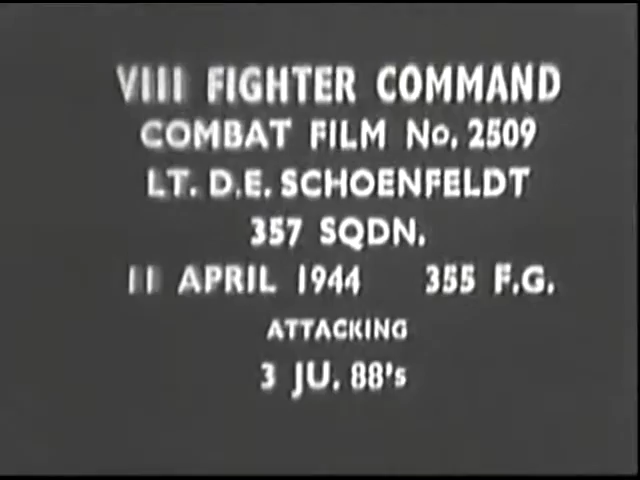 VIII FIGHTER COMMAND
COMBAT FILM No. 2509
LT. D.E. SCHOENFELDT
357 SQDN.
11 APRIL 1944 355 F.G.
ATTACKING
3 JU. 88's